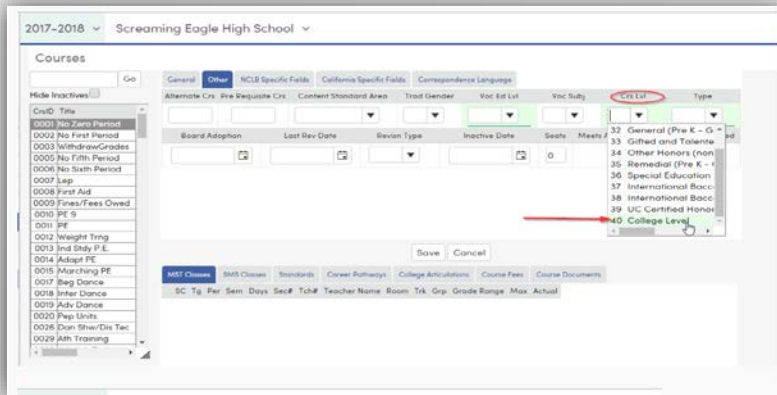 2017-2018 Screaming Eagle High School
Courses
Go
Hide Inactives
CrsID Title
0001 No Zero Period
0002 No First Period
0003 WithdrawGrades
0005 No Fifth Period
0006 No Sixth Period
0007 Lep
0008 First Aid
0009 Fines/Fees Owed
0010 PE 9
0011 PE
0012 Weight Trng
0013 Ind Stdy P.E.
0014 Adapt PE
0015 Marching PE
0017 Beg Dance
0018 Inter Dance
0019 Adv Dance
0020 Pep Units
0026 Dan Shw/Dis Tec
0029 Ath Training
General Other NCLB Specific Fields California Specific Fields Correspondence Language
Alternate Crs Pre Requisite Crs Content Standard Area Trad Gender Voc Ed Lvl Voc Subj Crs Lvl Type
Board Adoption Last Rev Date Revisn Type Inactive Date Seats Meets
0
32 General (Pre K - G
33 Gifted and Talente
34 Other Honors (non
35 Remedial (Pre K -
36 Special Education
37 International Bacc
38 International Bacc
39 UC Certified Honor
40 College Level
Save Cancel
MST Classes SMS Classes Standards Career Pathways College Articulations Course Fees Course Documents
SC Tg Per Sem Days Sec# Tch# Teacher Name Room Trk Grp Grade Range Max Actual